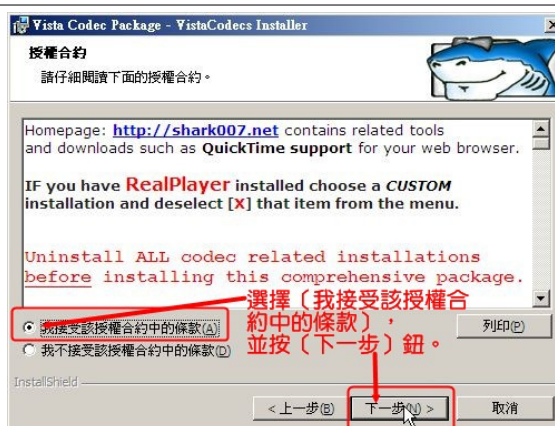 Vista Codec Package - VistaCodecs Installer
授權合約
請仔細閱讀下面的授權合約。
Homepage: http://shark007.net contains related tools
and downloads such as QuickTime support for your web browser.
IF you have RealPlayer installed choose a CUSTOM
installation and deselect [X] that item from the menu.
Uninstall ALL codec related installations
before installing this comprehensive package.
選擇〔我接受該授權合
約中的條款〕，
並按〔下一步〕鈕。
我接受該授權合約中的條款(A)
列印(P)
我不接受該授權合約中的條款(D)
InstallShield
<上一步(B)
下一步(N) >
取消